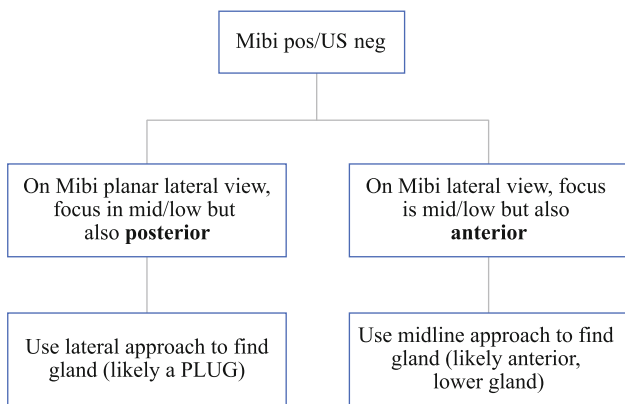 Mibi pos/US neg
On Mibi planar lateral view,
focus in mid/low but
also posterior
On Mibi lateral view, focus
is mid/low but also
anterior
Use lateral approach to find
gland (likely a PLUG)
Use midline approach to find
gland (likely anterior,
lower gland)